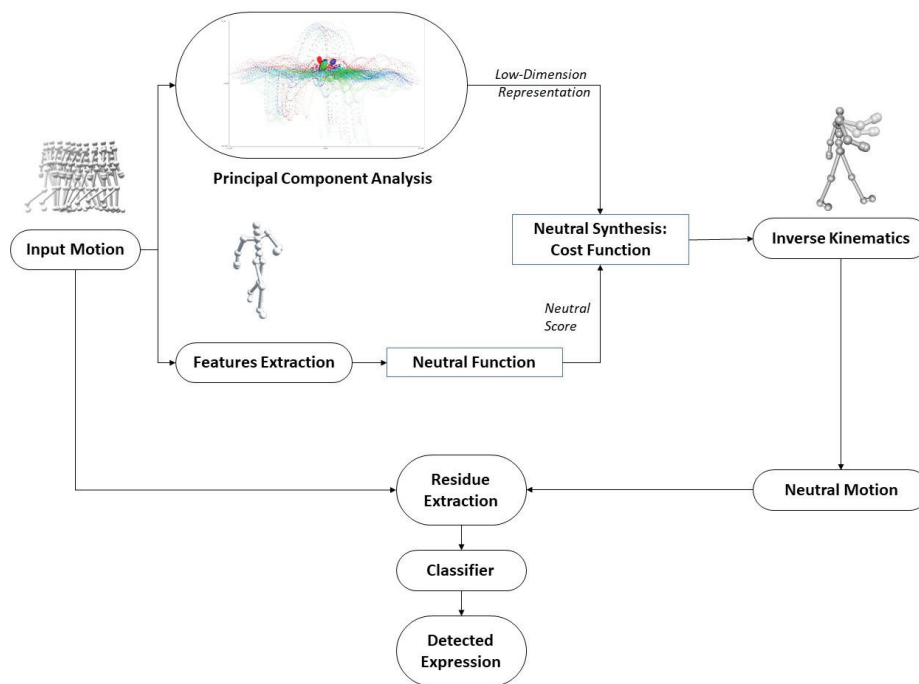 Low-Dimension
Representation
Principal Component Analysis
Input Motion
Neutral Synthesis:
Cost Function
Inverse Kinematics
Neutral
Score
Features Extraction
Neutral Function
Residue
Extraction
Neutral Motion
Classifier
Detected
Expression